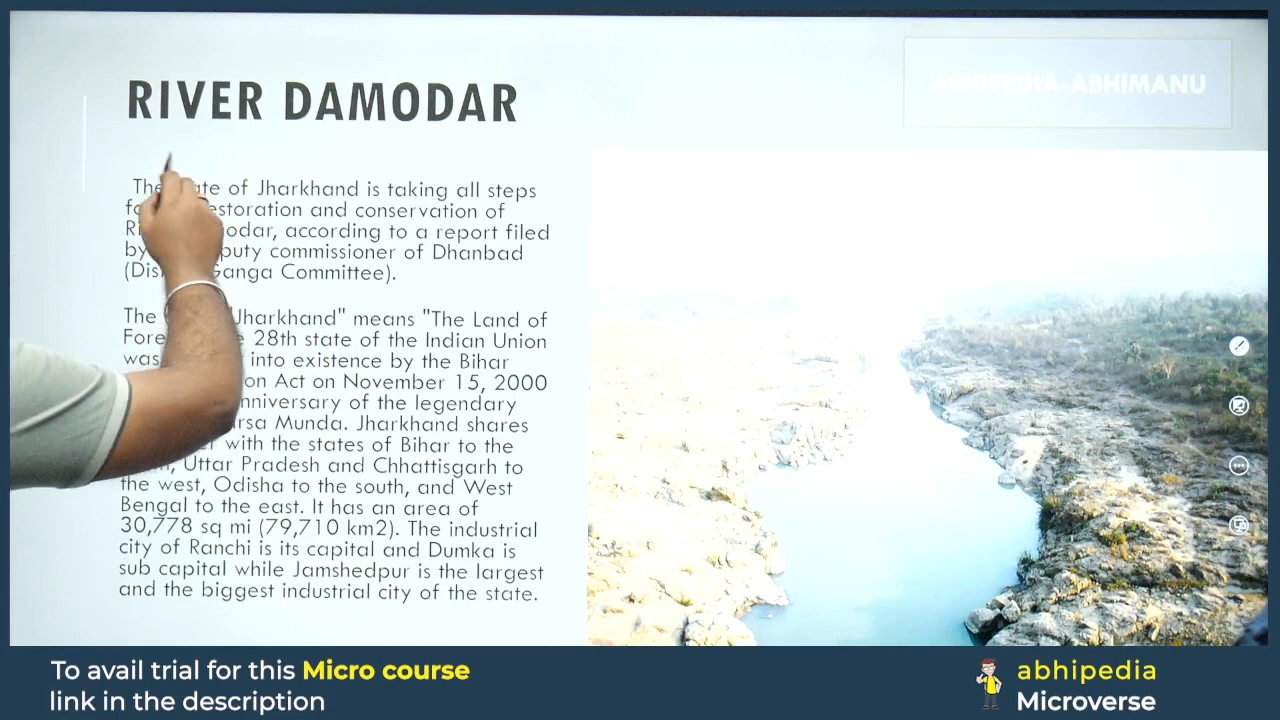 RIVER DAMODAR
ABHIPEDIA-ABHIMANU
The ate of Jharkhand is taking all steps
estoration and conservation of
odar, according to a report filed
by puty commissioner of Dhanbad
(Dis Ganga Committee).
The Jharkhand" means "The Land of
Fore 28th state of the Indian Union
was into existence by the Bihar
on Act on November 15, 2000
nniversary of the legendary
irsa Munda. Jharkhand shares
with the states of Bihar to the
Uttar Pradesh and Chhattisgarh to
the west, Odisha to the south, and West
Bengal to the east. It has an area of
30,778 sq mi (79,710 km2). The industrial
city of Ranchi is its capital and Dumka is
sub capital while Jamshedpur is the largest
and the biggest industrial city of the state.
To avail trial for this Micro course
link in the description
abhipedia
Microverse